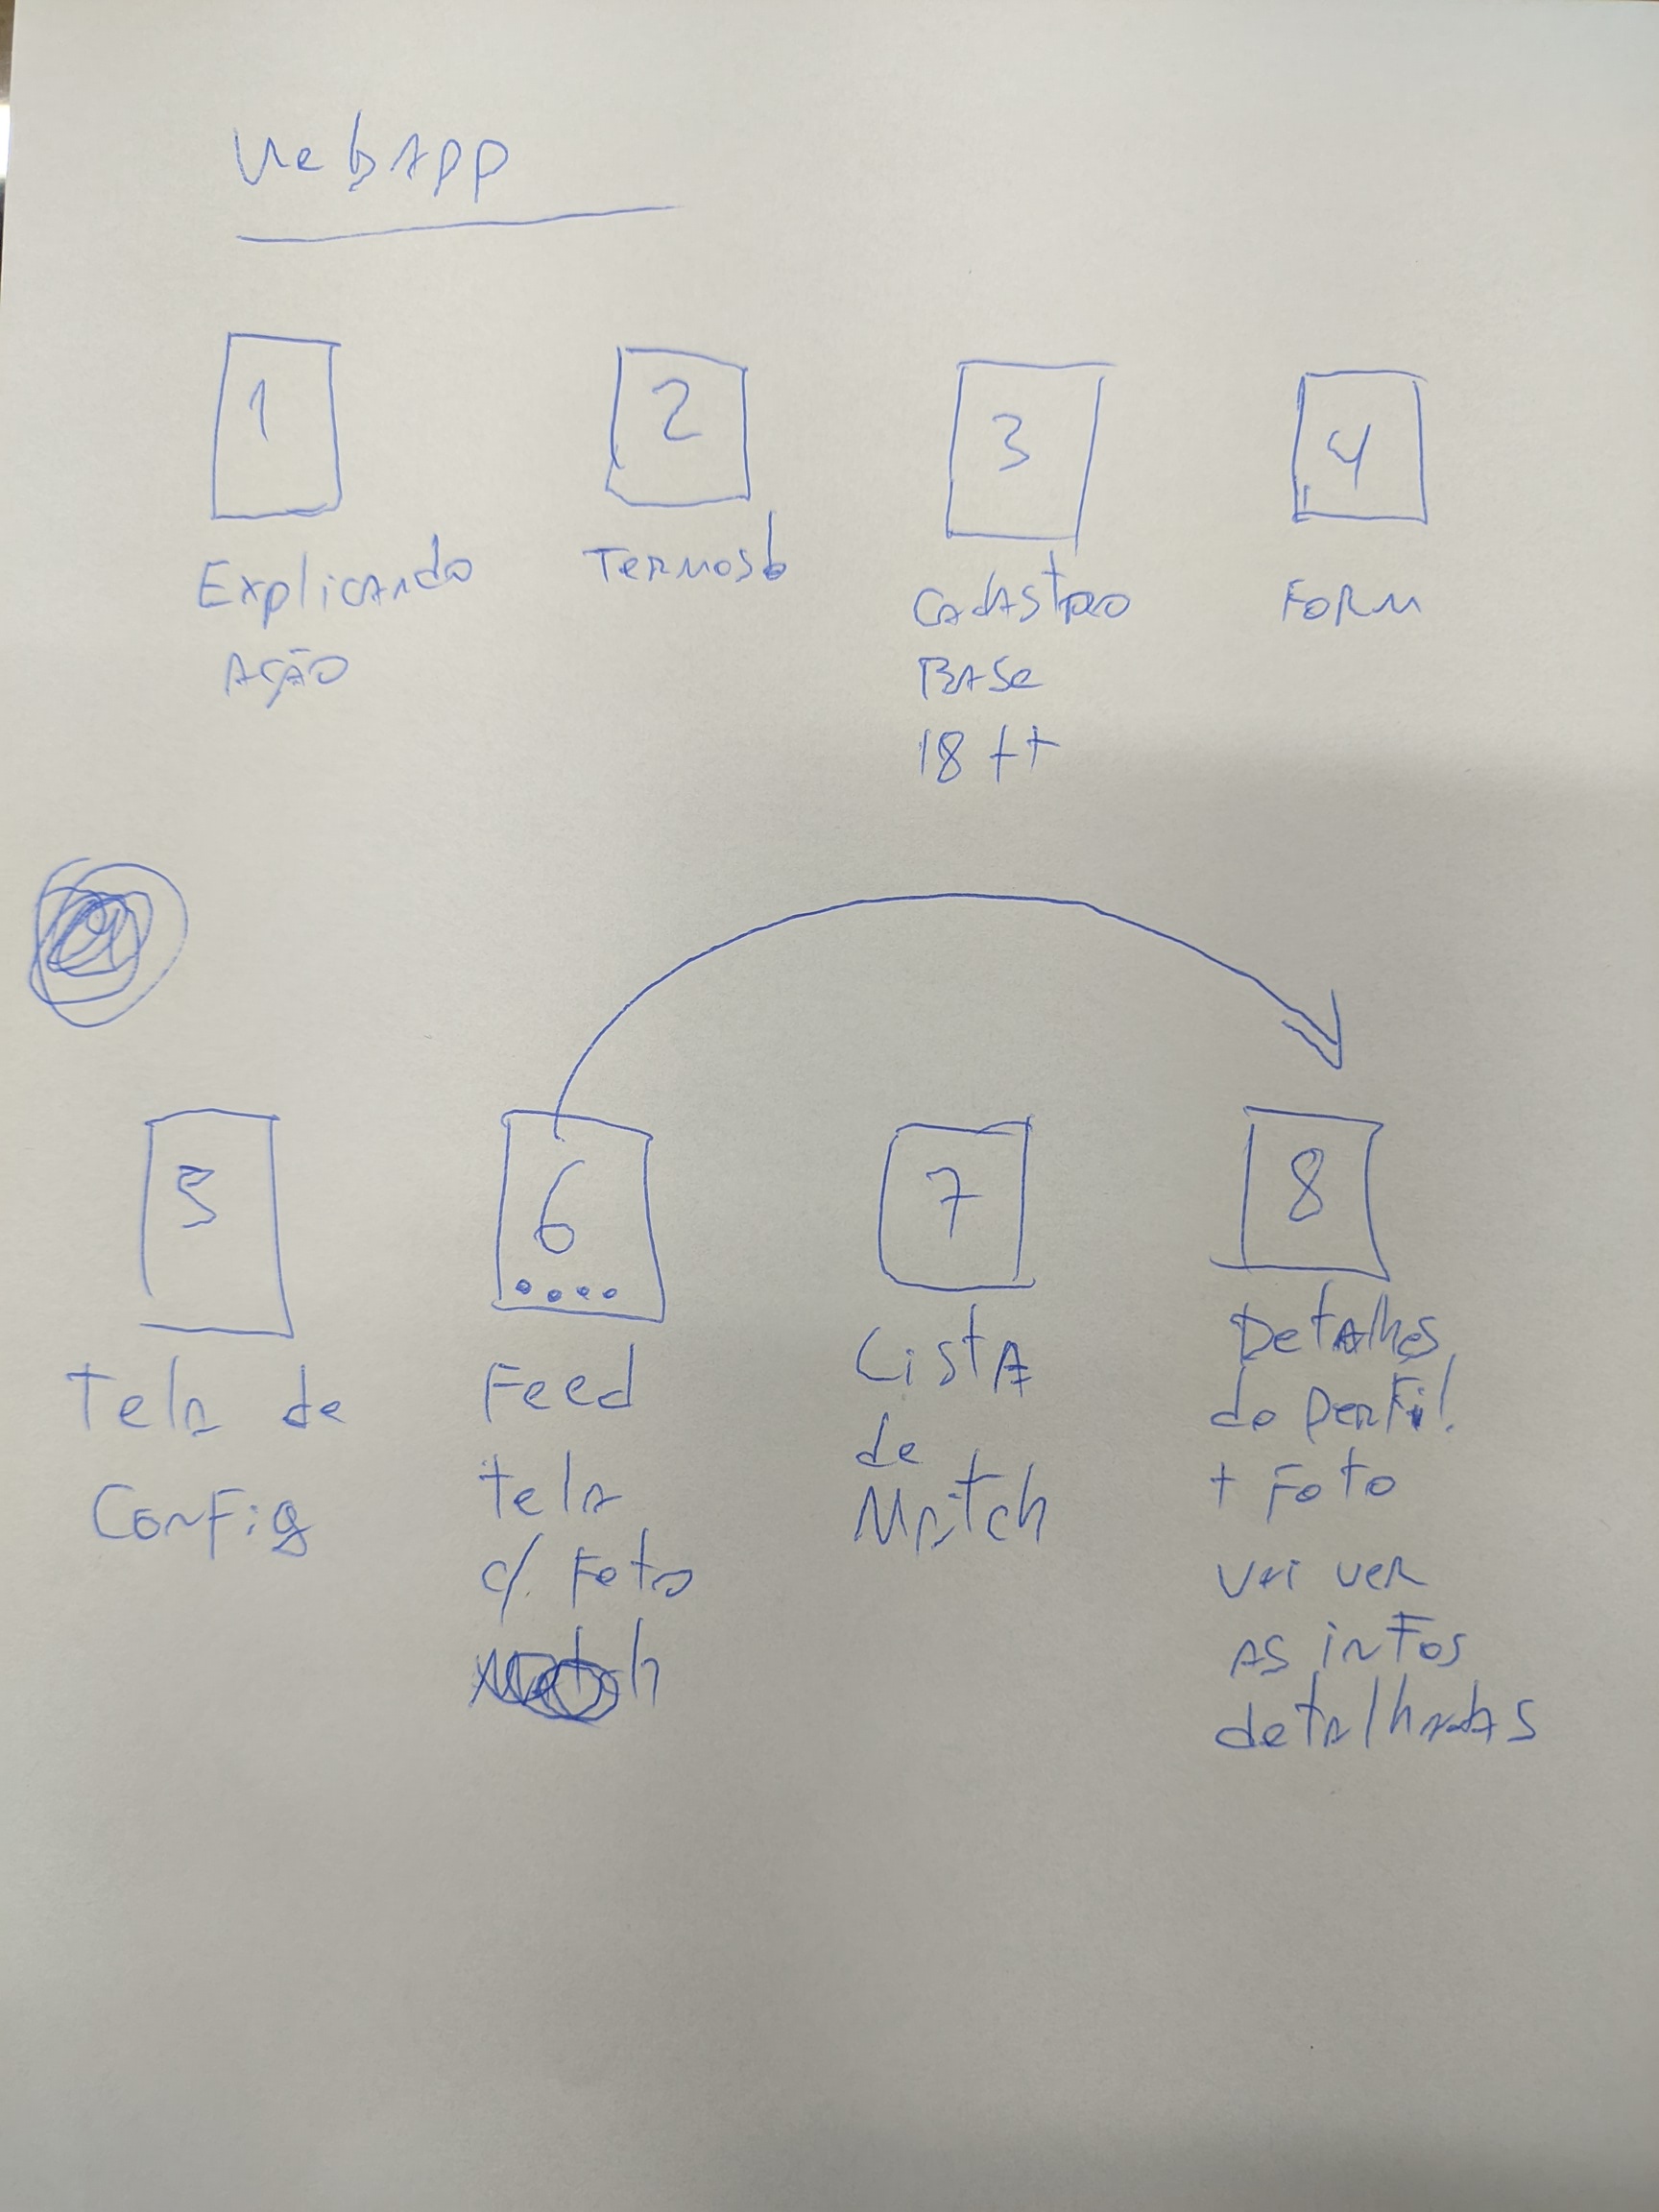 WebApp
1
2
3
4
Explicando
Ação
Termos
Cadastro
Base
18++
Form
5
6
7
8
Tela de
Config
Feed
tela
c/. Foto
Match
Lista
de
Match
Detalhes
do perfil.
+ Foto
vai ver
as infos
detalhadas